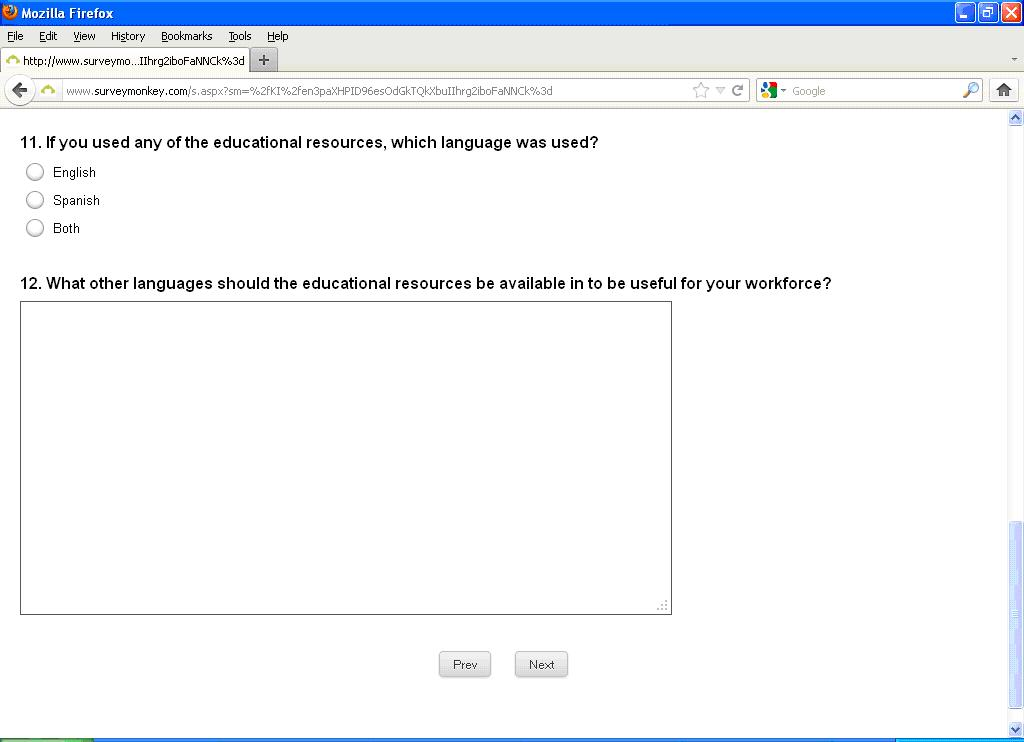 Mozilla Firefox
File Edit View History Bookmarks Tools Help
http://www.surveymo...IIhrg2iboFaNNCk%3d
www.surveymonkey.com/s.aspx?sm=%2fKI%2fen3paXHPID96esOdGkTQkXbuIIhrg2iboFaNNCk%3d Google
11. If you used any of the educational resources, which language was used?
English
Spanish
Both
12. What other languages should the educational resources be available in to be useful for your workforce?
Prev Next